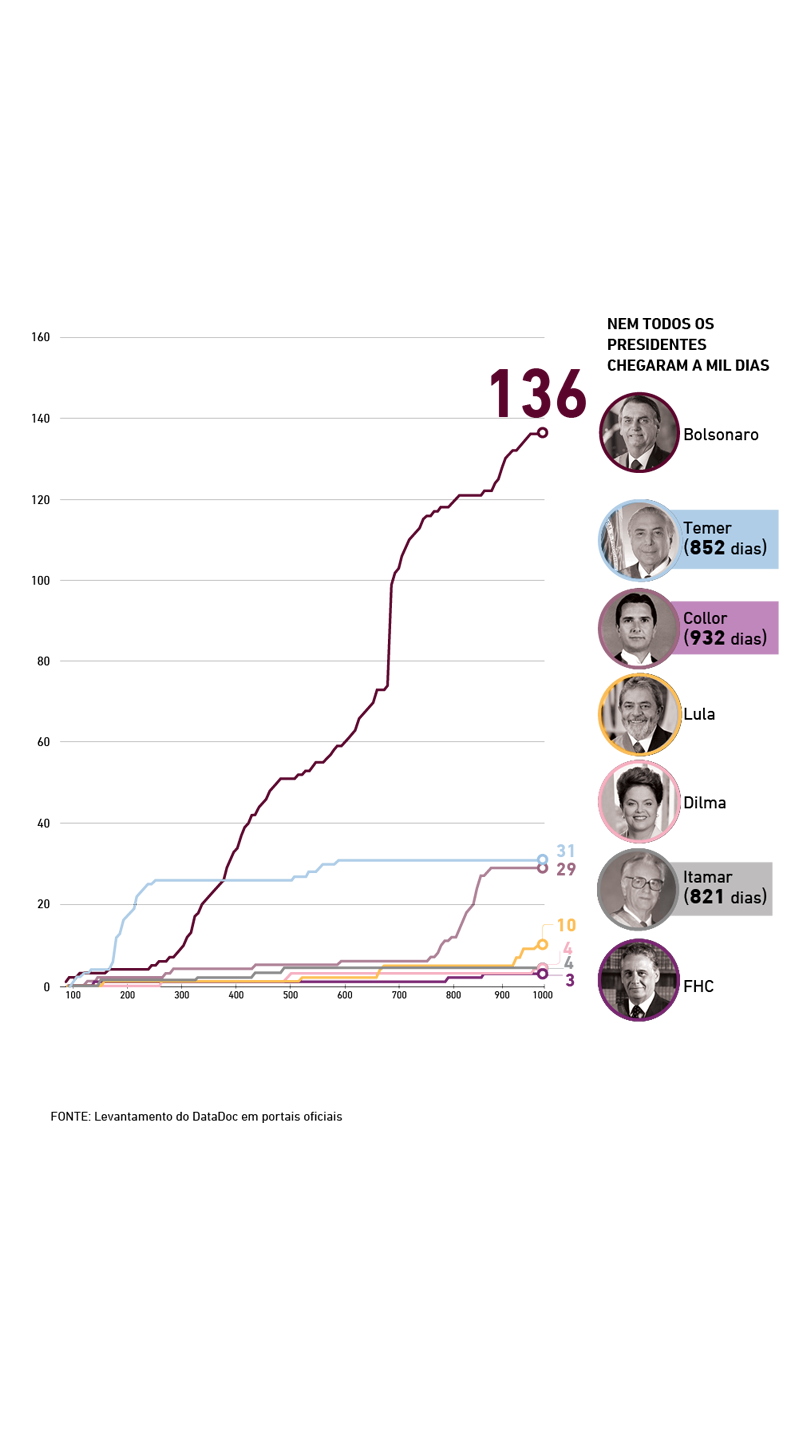 NEM TODOS OS
PRESIDENTES
CHEGARAM A MIL DIAS
160
140
120
100
80
60
40
20
0
136
31
29
10
4
4
3
100 200 300 400 500 600 700 800 900 1000
Bolsonaro
Temer
(852 dias)
Collor
(932 dias)
Lula
Dilma
Itamar
(821 dias)
FHC
FONTE: Levantamento do DataDoc em portais oficiais